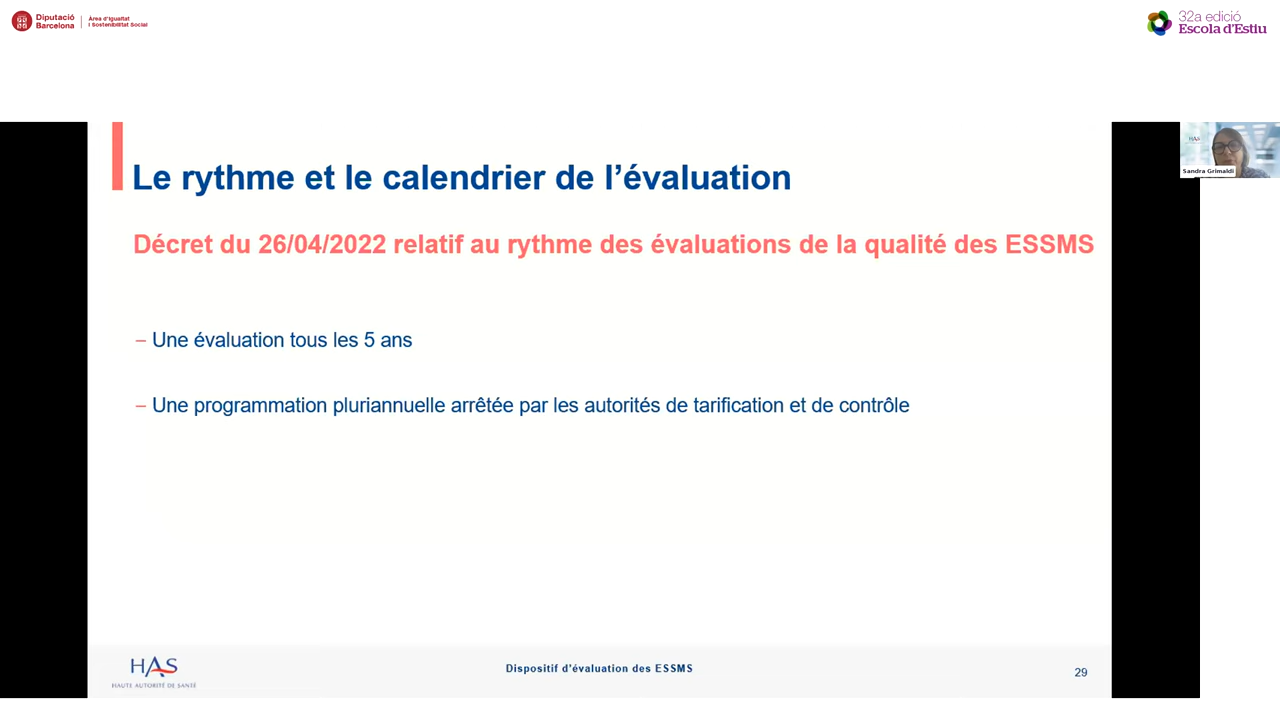 Diputació
Barcelona
Àrea d'Igualtat
i Sostenibilitat Social
32a edició
Escola d'Estiu
Le rythme et le calendrier de l'évaluation
HAS
Sandra Grimaldi
Décret du 26/04/2022 relatif au rythme des évaluations de la qualité des ESSMS
– Une évaluation tous les 5 ans
– Une programmation pluriannuelle arrêtée par les autorités de tarification et de contrôle
HAS
HAUTE AUTORITÉ DE SANTÉ
Dispositif d'évaluation des ESSMS
29